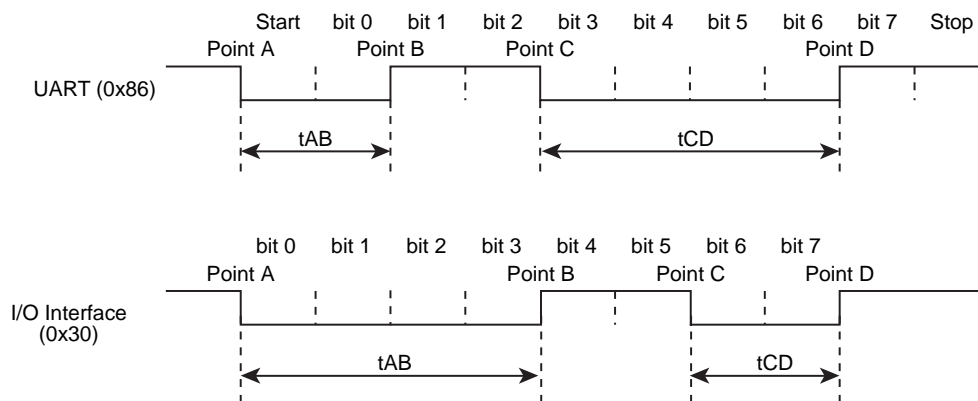 Start bit 0 bit 1 bit 2 bit 3 bit 4 bit 5 bit 6 bit 7 Stop
Point A Point B Point C Point D
UART (0x86)
tAB tCD
bit 0 bit 1 bit 2 bit 3 bit 4 bit 5 bit 6 bit 7
Point A Point B Point C Point D
I/O Interface
(0x30)
tAB tCD